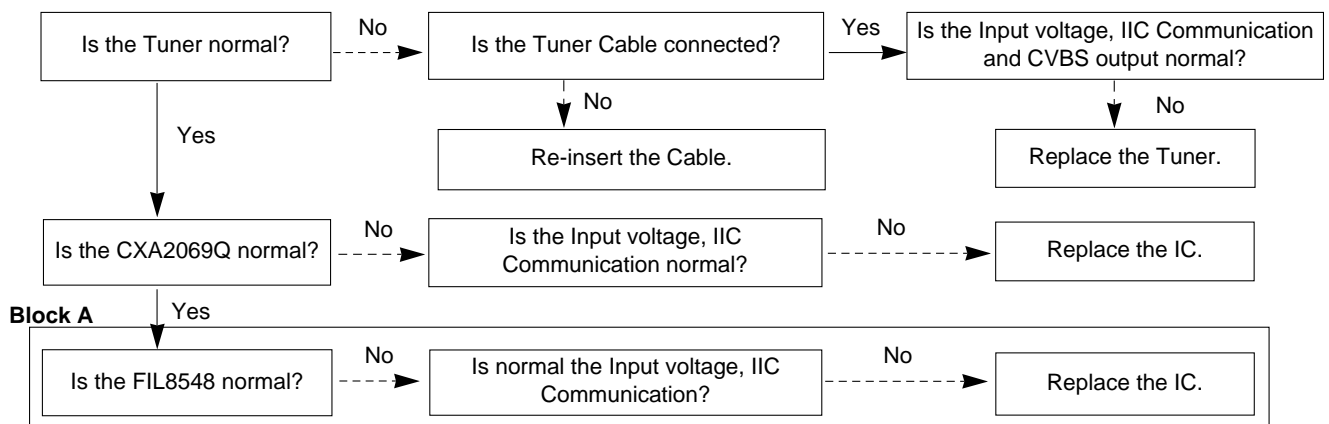 Is the Tuner normal?
No
Is the Tuner Cable connected?
Yes
Is the Input voltage, IIC Communication
and CVBS output normal?
Yes
No
No
Re-insert the Cable.
Replace the Tuner.
Is the CXA2069Q normal?
No
Is the Input voltage, IIC
Communication normal?
No
Replace the IC.
Yes
Block A
Is the FIL8548 normal?
No
Is normal the Input voltage, IIC
Communication?
No
Replace the IC.